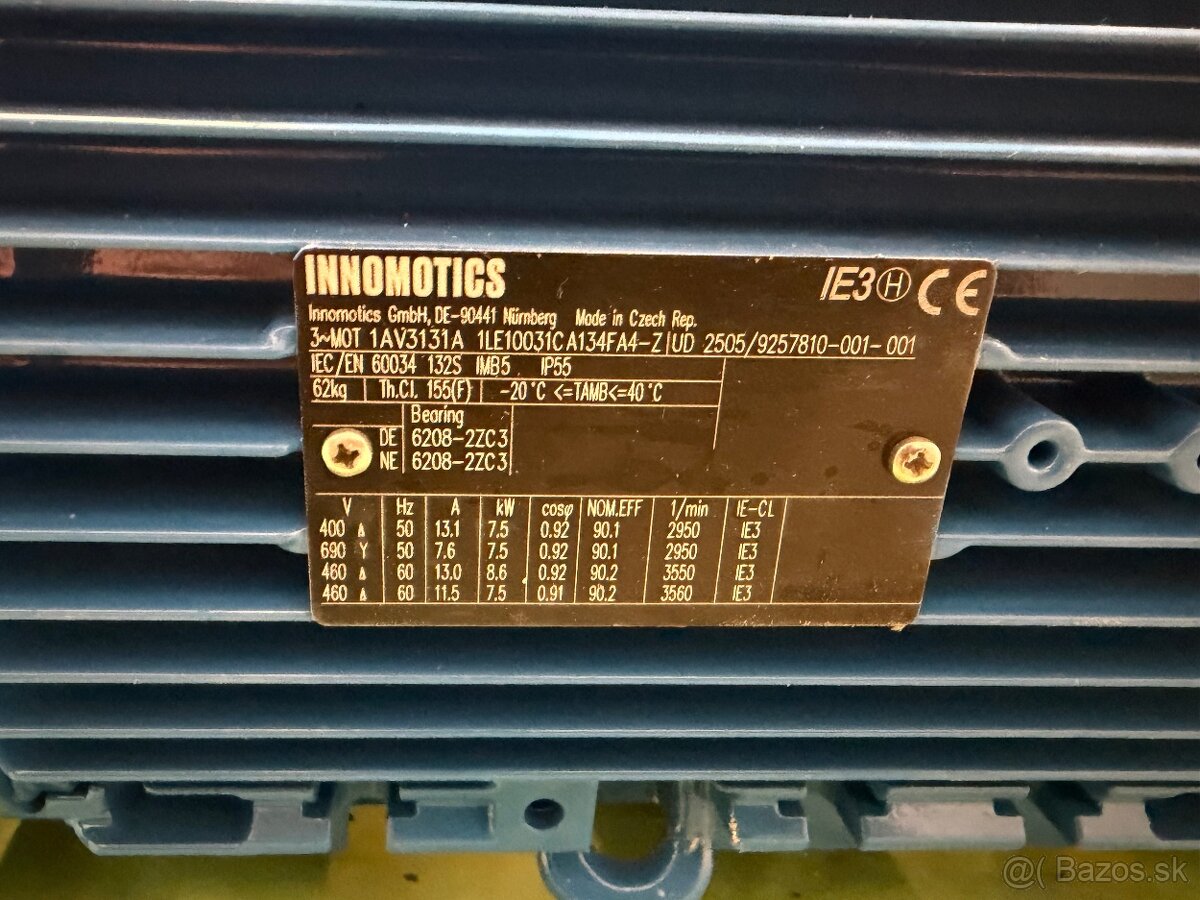 INNOMOTICS
IE3 H CE
Innomotics GmbH, DE-90441 Nürnberg Made in Czech Rep.
3~MOT 1AV3131A 1LE10031CA134FA4-Z UD 2505/9257810-001-001
IEC/EN 60034 132S IMB5 IP55
62kg Th.Cl. 155(F) -20°C <=TAMB<=40°C
Bearing
DE 6208-2ZC3
NE 6208-2ZC3
V Hz A kW cosφ NOM.EFF 1/min IE-CL
400 Δ 50 13.1 7.5 0.92 90.1 2950 IE3
690 Y 50 7.6 7.5 0.92 90.1 2950 IE3
460 Δ 60 13.0 8.6 0.92 90.2 3550 IE3
460 Δ 60 11.5 7.5 0.91 90.2 3560 IE3
Bazos.sk